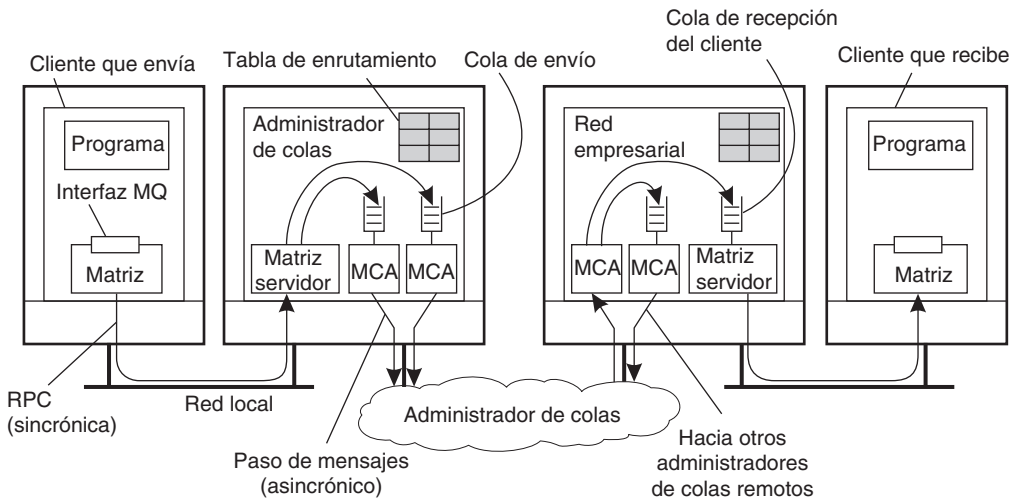 Cola de recepción
del cliente
Cliente que envía
Tabla de enrutamiento
Cola de envío
Cliente que recibe
Programa
Interfaz MQ
Matriz
Administrador
de colas
Matriz
servidor
MCA
MCA
Red
empresarial
MCA
MCA
Matriz
servidor
Programa
Matriz
RPC
(sincrónica)
Red local
Administrador de colas
Paso de mensajes
(asincrónico)
Hacia otros
administradores
de colas remotos